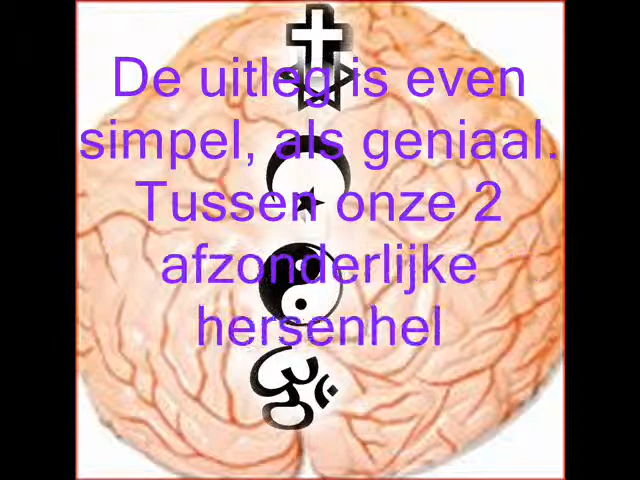 De uitleg is even
simpel, als geniaal.
Tussen onze 2
afzonderlijke
hersenhel